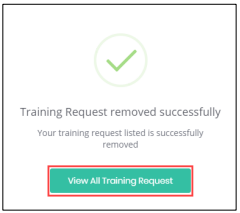 Training Request removed successfully
Your training request listed is successfully
removed
View All Training Request